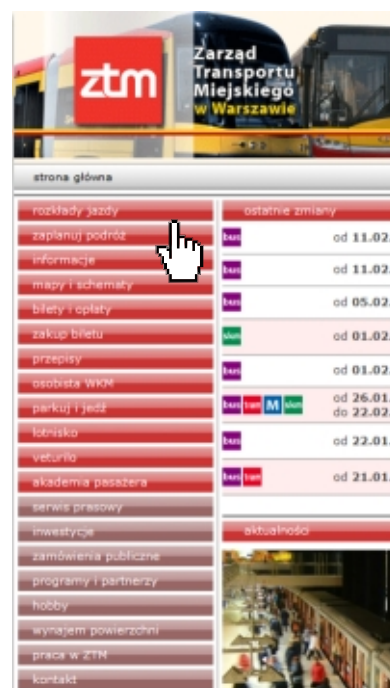 ztm
Zarząd
Transportu
Miejskiego
w Warszawie
strona główna
rozkłady jazdy
zaplanuj podróż
informacje
mapy i schematy
bilety i opłaty
zakup biletu
przepisy
osobista WKM
parkuj i jedź
lotnisko
veturilo
akademia pasażera
serwis prasowy
inwestycje
zamówienia publiczne
programy i partnerzy
hobby
wynajem powierzchni
praca w ZTM
kontakt
ostatnie zmiany
bus od 11.02.
bus od 11.02.
bus od 05.02.
skm od 01.02.
bus od 01.02.
bus tram M skm od 26.01.
do 22.02.
bus od 22.01.
bus tram od 21.01.
aktualności